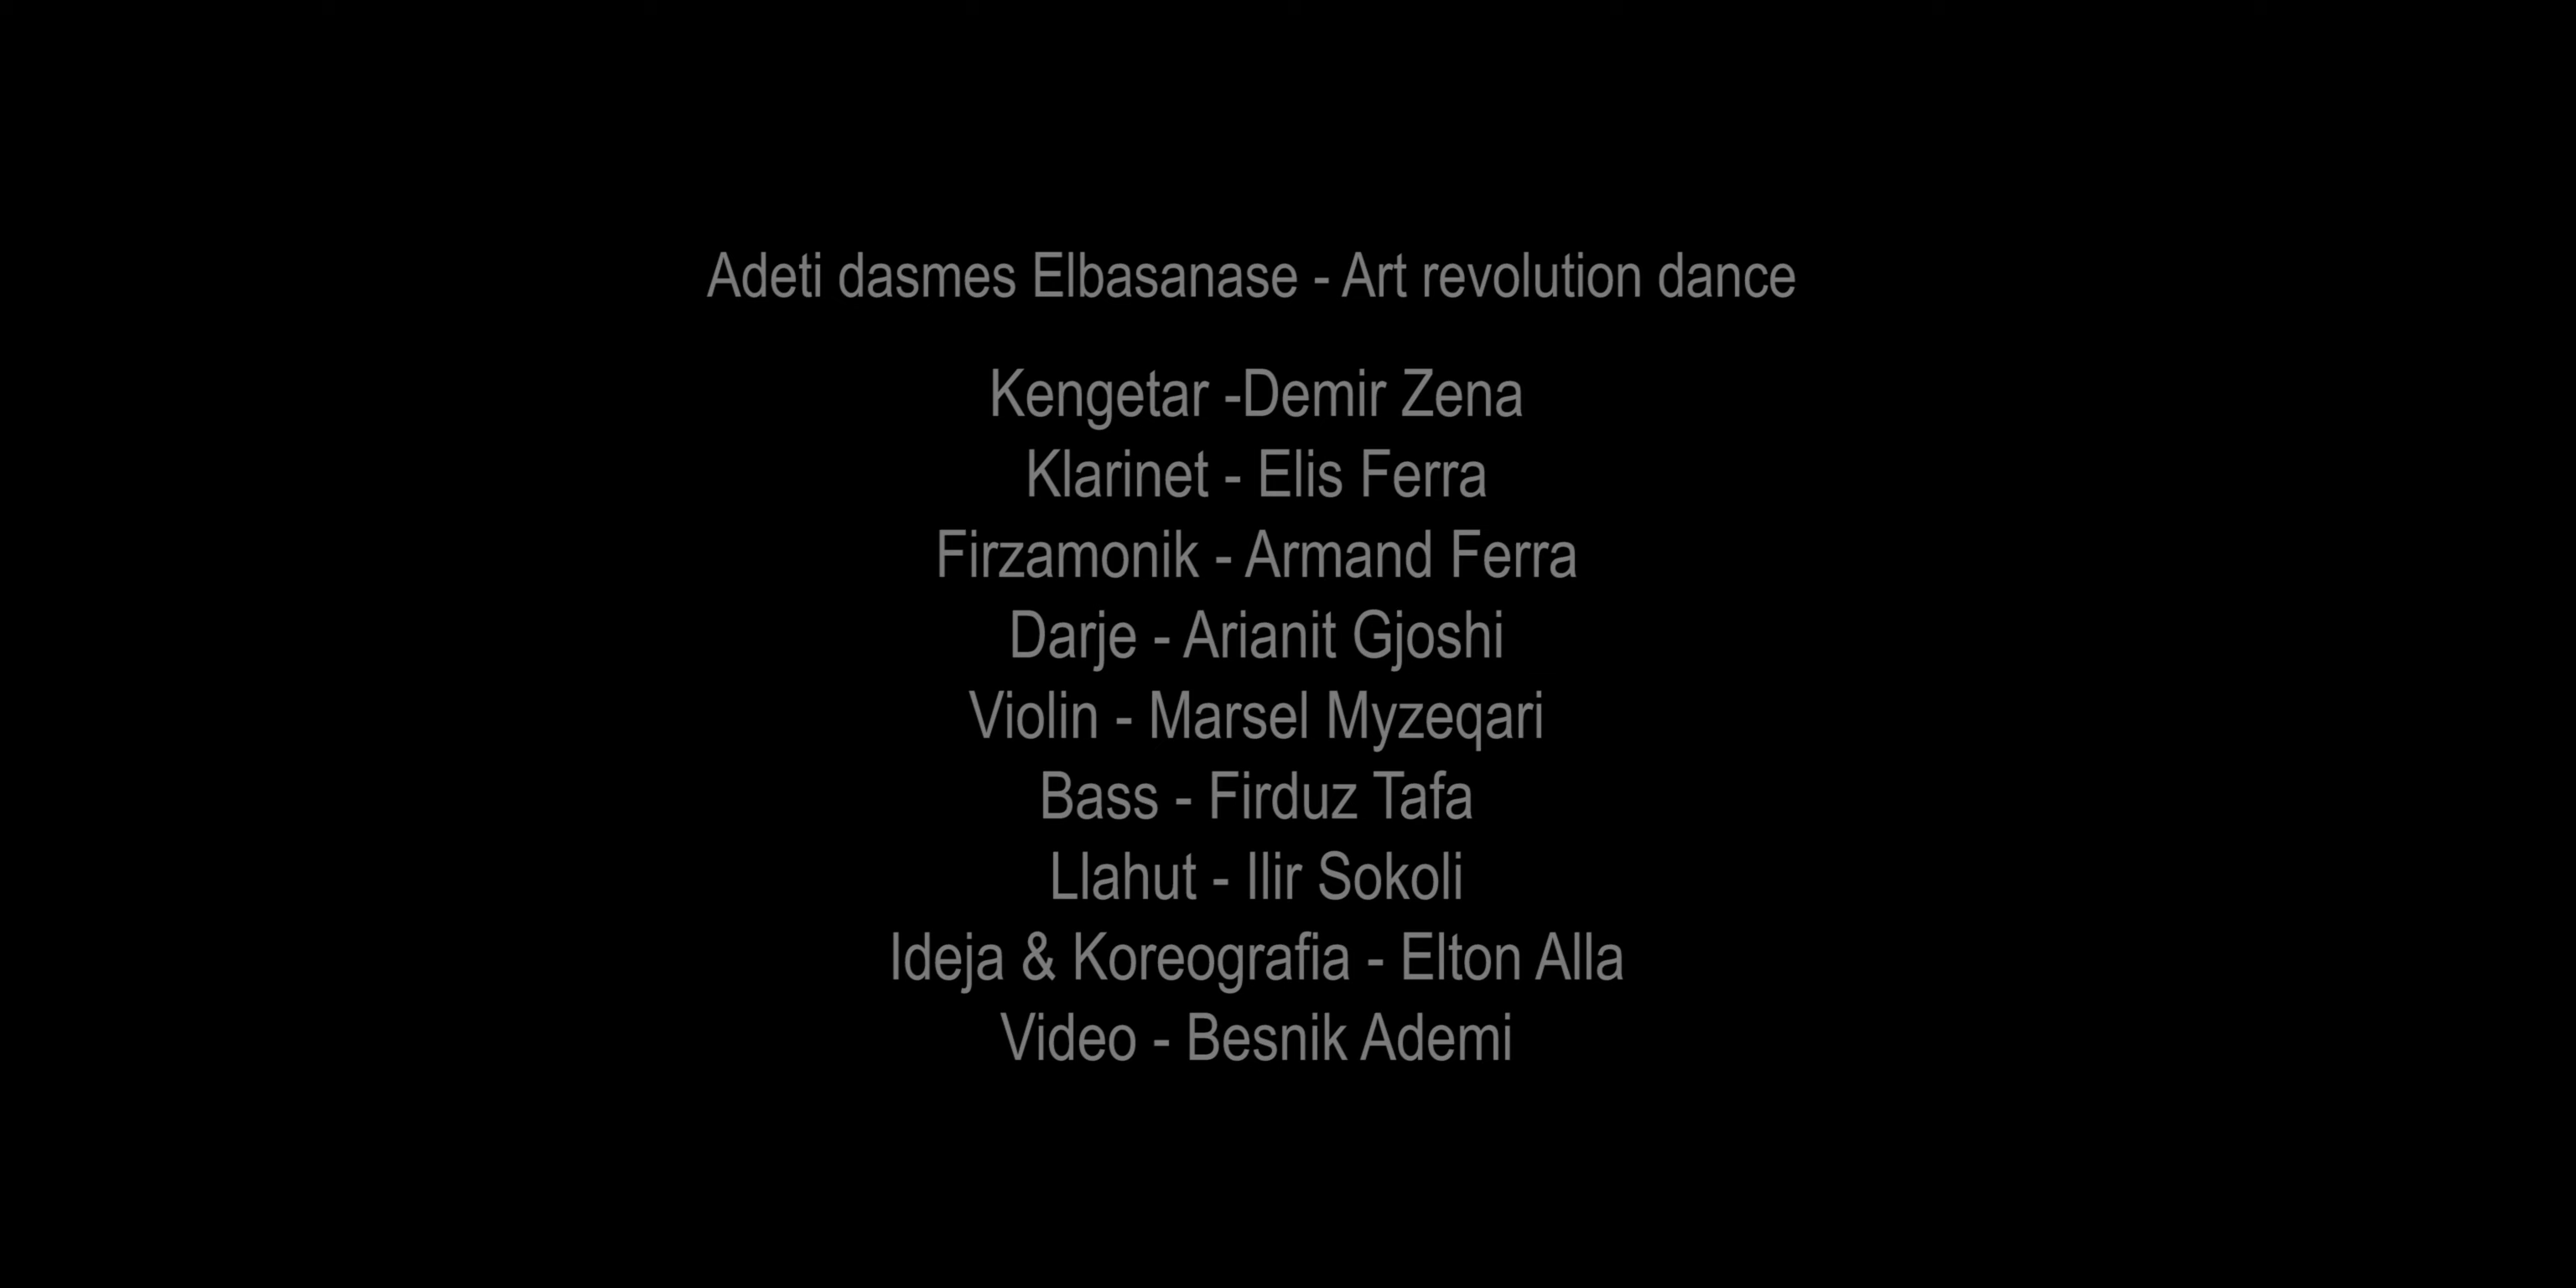 Adeti dasmes Elbasanase - Art revolution dance
Kengetar -Demir Zena
Klarinet - Elis Ferra
Firzamonik - Armand Ferra
Darje - Arianit Gjoshi
Violin - Marsel Myzeqari
Bass - Firduz Tafa
Llahut - Ilir Sokoli
Ideja & Koreografia - Elton Alla
Video - Besnik Ademi